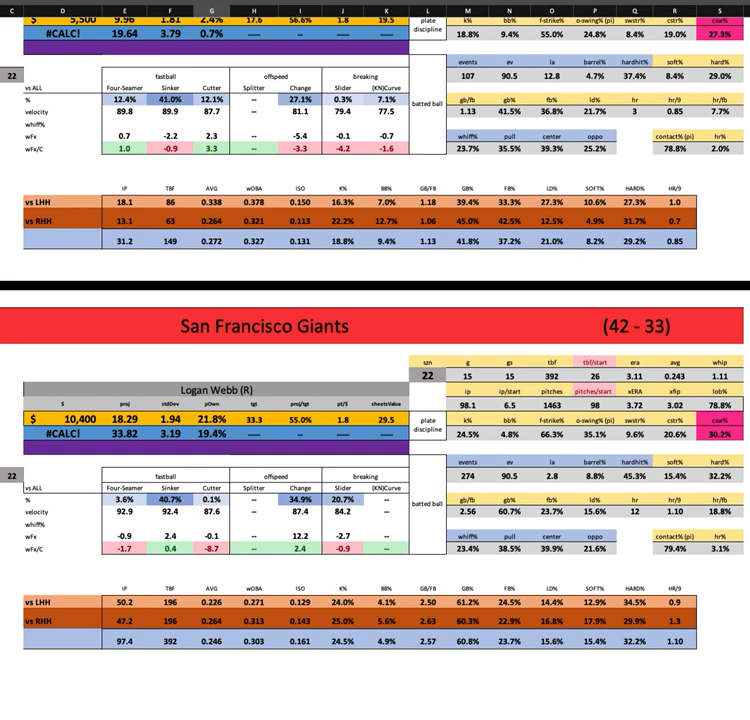 C D E F G H I J K L M N O P Q R S
$ 5,500 9.96 1.81 2.4% 17.6 56.6% 1.8 19.5 plate k% bb% f-strike% o-swing% (pi) swstr% cstr% csw%
#CALC! 19.64 3.79 0.7% ---- -- ---- ---- discipline 18.8% 9.4% 55.0% 24.8% 8.4% 19.0% 27.3%
events ev la barrel% hardhit% soft% hard%
22 fastball offspeed breaking 107 90.5 12.8 4.7% 37.4% 8.4% 29.0%
vs ALL Four-Seamer Sinker Cutter Splitter Change Slider (KN)Curve
% 12.4% 41.0% 12.1% -- 27.1% 0.3% 7.1% batted ball gb/fb gb% fb% ld% hr hr/9 hr/fb
velocity 89.8 89.9 87.7 -- 81.1 79.4 77.5 1.13 41.5% 36.8% 21.7% 3 0.85 7.7%
whiff%
wFx 0.7 -2.2 2.3 -5.4 -0.1 -0.7 whiff% pull center oppo contact% (pi) hr%
wFx/C 1.0 -0.9 3.3 -- -3.3 -4.2 -1.6 23.7% 35.5% 39.3% 25.2% 78.8% 2.0%
IP TBF AVG wOBA ISO K% BB% GB/FB GB% FB% LD% SOFT% HARD% HR/9
vs LHH 18.1 86 0.338 0.378 0.150 16.3% 7.0% 1.18 39.4% 33.3% 27.3% 10.6% 27.3% 1.0
vs RHH 13.1 63 0.264 0.321 0.113 22.2% 12.7% 1.06 45.0% 42.5% 12.5% 4.9% 31.7% 0.7
31.2 149 0.272 0.327 0.131 18.8% 9.4% 1.13 41.8% 37.2% 21.0% 8.2% 29.2% 0.85
San Francisco Giants (42 - 33)
szn g gs tbf tbf/start era avg whip
22 15 15 392 26 3.11 0.243 1.11
Logan Webb (R) ip ip/start pitches pitches/start xERA xfip lob%
$ proj stdDev pOwn tgt proj/tgt pt/$ sheetsValue 98.1 6.5 1463 98 3.72 3.02 78.8%
$ 10,400 18.29 1.94 21.8% 33.3 55.0% 1.8 29.5 plate k% bb% f-strike% o-swing% (pi) swstr% cstr% csw%
#CALC! 33.82 3.19 19.4% ---- -- ---- ---- discipline 24.5% 4.8% 66.3% 35.1% 9.6% 20.6% 30.2%
events ev la barrel% hardhit% soft% hard%
22 fastball offspeed breaking 274 90.5 2.8 8.8% 45.3% 15.4% 32.2%
vs ALL Four-Seamer Sinker Cutter Splitter Change Slider (KN)Curve
% 3.6% 40.7% 0.1% -- 34.9% 20.7% -- batted ball gb/fb gb% fb% ld% hr hr/9 hr/fb
velocity 92.9 92.4 87.6 -- 87.4 84.2 -- 2.56 60.7% 23.7% 15.6% 12 1.10 18.8%
whiff%
wFx -0.9 2.4 -0.1 12.2 -2.7 whiff% pull center oppo contact% (pi) hr%
wFx/C -1.7 0.4 -8.7 -- 2.4 -0.9 -- 23.4% 38.5% 39.9% 21.6% 79.4% 3.1%
IP TBF AVG wOBA ISO K% BB% GB/FB GB% FB% LD% SOFT% HARD% HR/9
vs LHH 50.2 196 0.226 0.271 0.129 24.0% 4.1% 2.50 61.2% 24.5% 14.4% 12.9% 34.5% 0.9
vs RHH 47.2 196 0.264 0.313 0.143 25.0% 5.6% 2.63 60.3% 22.9% 16.8% 17.9% 29.9% 1.3
97.4 392 0.246 0.303 0.161 24.5% 4.9% 2.57 60.8% 23.7% 15.6% 15.4% 32.2% 1.10